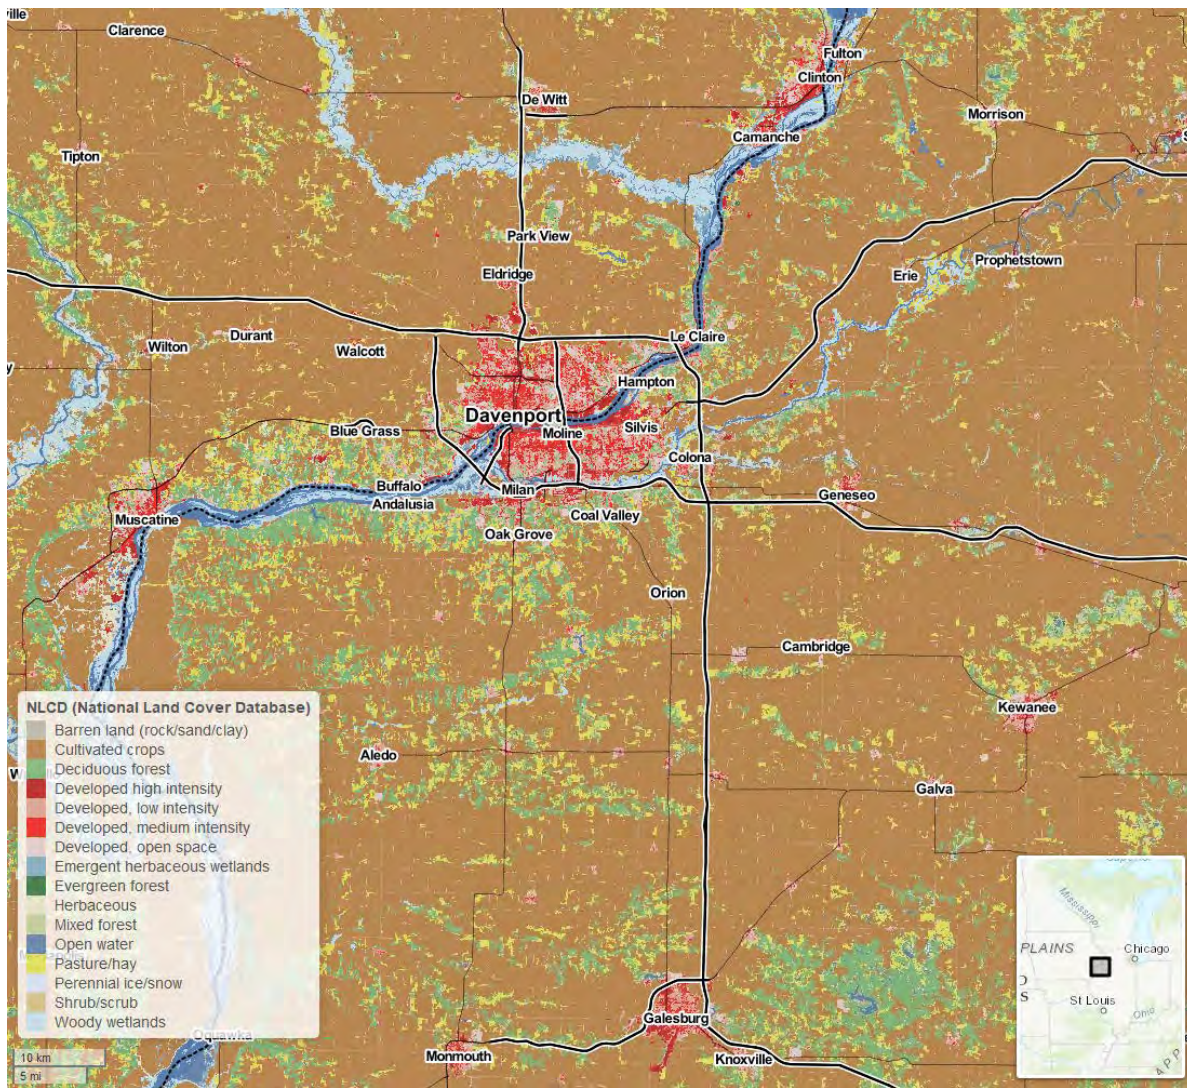 ville
Clarence
Fulton
Clinton
De Witt
Morrison
Camanche
S
Tipton
Park View
Prophetstown
Eldridge
Erie
Durant
Le Claire
Wilton
Walcott
y
Hampton
Davenport
Blue Grass
Moline
Silvis
Colona
Buffalo
Milan
Geneseo
Andalusia
Muscatine
Coal Valley
Oak Grove
Orion
Cambridge
Kewanee
Aledo
Galva
NLCD (National Land Cover Database)
Barren land (rock/sand/clay)
Cultivated crops
Deciduous forest
Developed high intensity
Developed, low intensity
Developed, medium intensity
Developed, open space
Emergent herbaceous wetlands
Evergreen forest
Herbaceous
Mixed forest
Open water
Pasture/hay
Perennial ice/snow
Shrub/scrub
Woody wetlands
Oquawka
10 km
5 mi
Galesburg
Monmouth
Knoxville
Superior
Mississippi
PLAINS
Chicago
S
St Louis
Ohio
APP